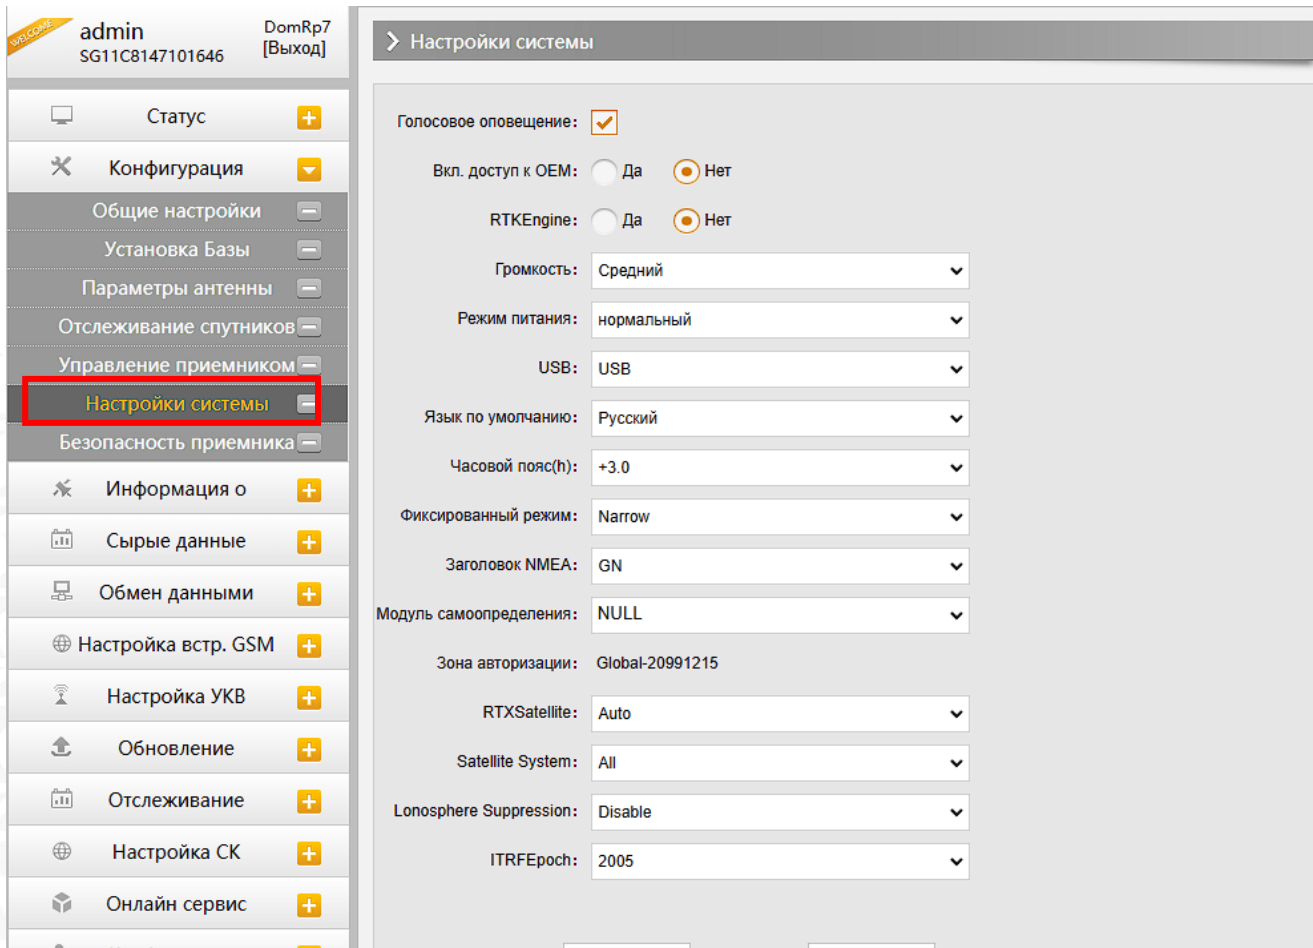 WELCOME
admin
DomRp7
SG11C8147101646
[Выход]
Статус
Конфигурация
Общие настройки
Установка Базы
Параметры антенны
Отслеживание спутников
Управление приемником
Настройки системы
Безопасность приемника
Информация о
Сырые данные
Обмен данными
Настройка встр. GSM
Настройка УКВ
Обновление
Отслеживание
Настройка СК
Онлайн сервис
Настройки системы
Голосовое оповещение:
Вкл. доступ к OEM: Да Нет
RTKEngine: Да Нет
Громкость: Средний
Режим питания: нормальный
USB: USB
Язык по умолчанию: Русский
Часовой пояс(h): +3.0
Фиксированный режим: Narrow
Заголовок NMEA: GN
Модуль самоопределения: NULL
Зона авторизации: Global-20991215
RTXSatellite: Auto
Satellite System: All
Lonosphere Suppression: Disable
ITRFEpoch: 2005